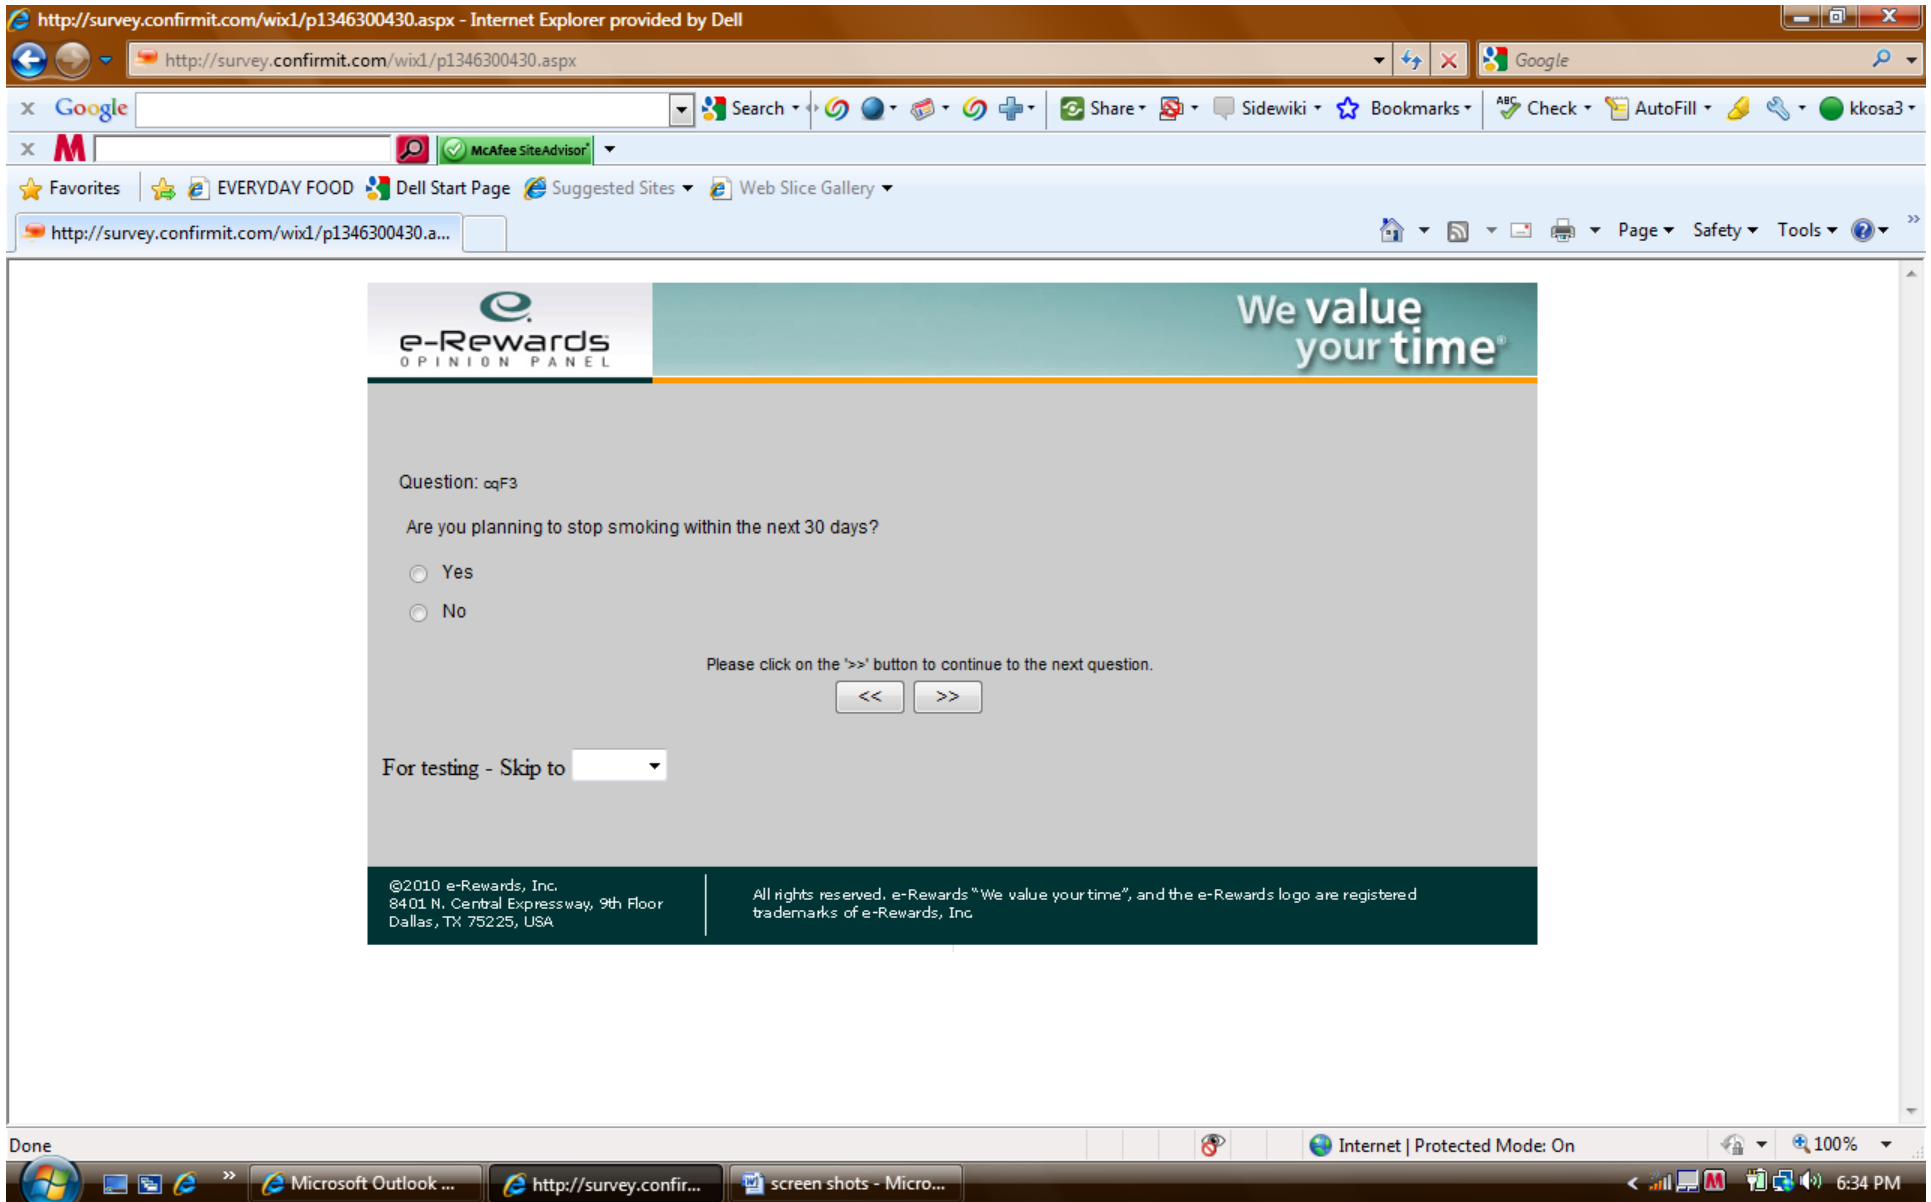 http://survey.confirmit.com/wix1/p1346300430.aspx - Internet Explorer provided by Dell
http://survey.confirmit.com/wix1/p1346300430.aspx
Google
x Google
Search
Share
Sidewiki
Bookmarks
ABC Check
AutoFill
kkosa3
x M
McAfee SiteAdvisor
Favorites
EVERYDAY FOOD
Dell Start Page
Suggested Sites
Web Slice Gallery
http://survey.confirmit.com/wix1/p1346300430.a...
Page
Safety
Tools
»
e-Rewards
OPINION PANEL
We value
your time®
Question: cqF3
Are you planning to stop smoking within the next 30 days?
Yes
No
Please click on the '>>' button to continue to the next question.
<< >>
For testing - Skip to
©2010 e-Rewards, Inc.
8401 N. Central Expressway, 9th Floor
Dallas, TX 75225, USA
All rights reserved. e-Rewards "We value your time", and the e-Rewards logo are registered
trademarks of e-Rewards, Inc
Done
Internet | Protected Mode: On
100%
»
Microsoft Outlook ...
http://survey.confir...
screen shots - Micro...
<
M
6:34 PM